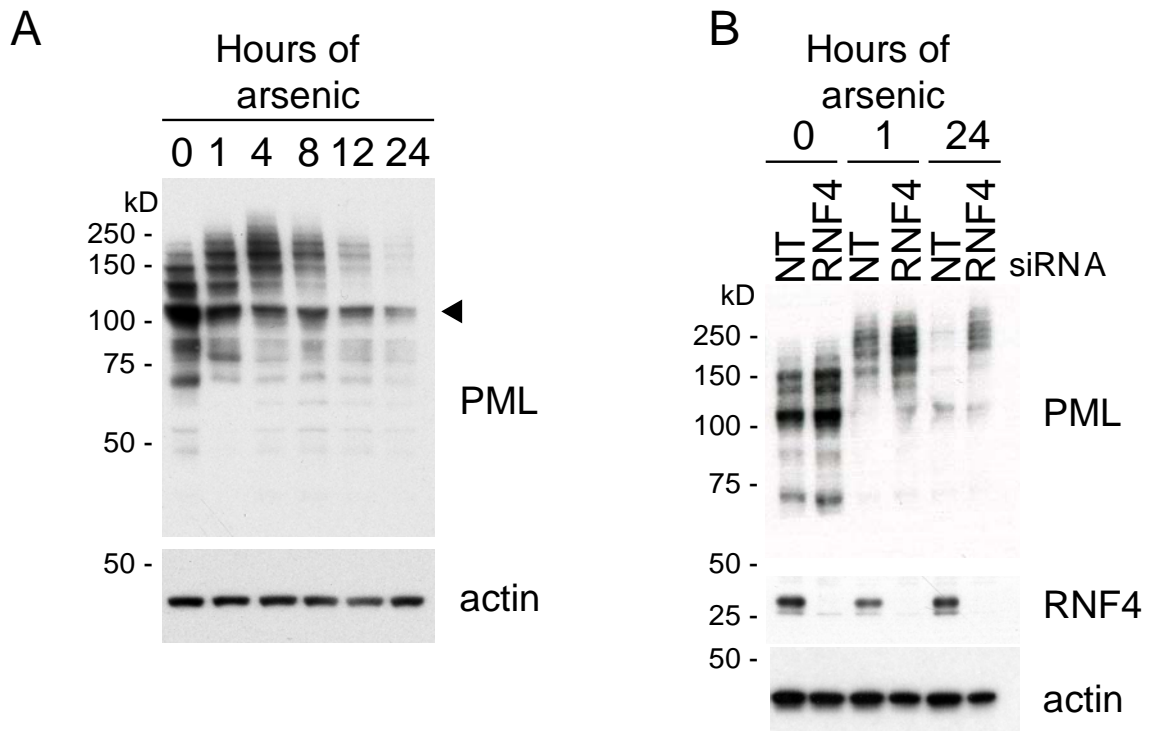 A
Hours of
arsenic
0 1 4 8 12 24
kD
250 -
150 -
100 -
75 -
50 -
PML
50 -
actin
B
Hours of
arsenic
0 1 24
NT RNF4 NT RNF4 NT RNF4 siRNA
kD
250 -
150 -
100 -
75 -
50 -
PML
25 -
RNF4
50 -
actin